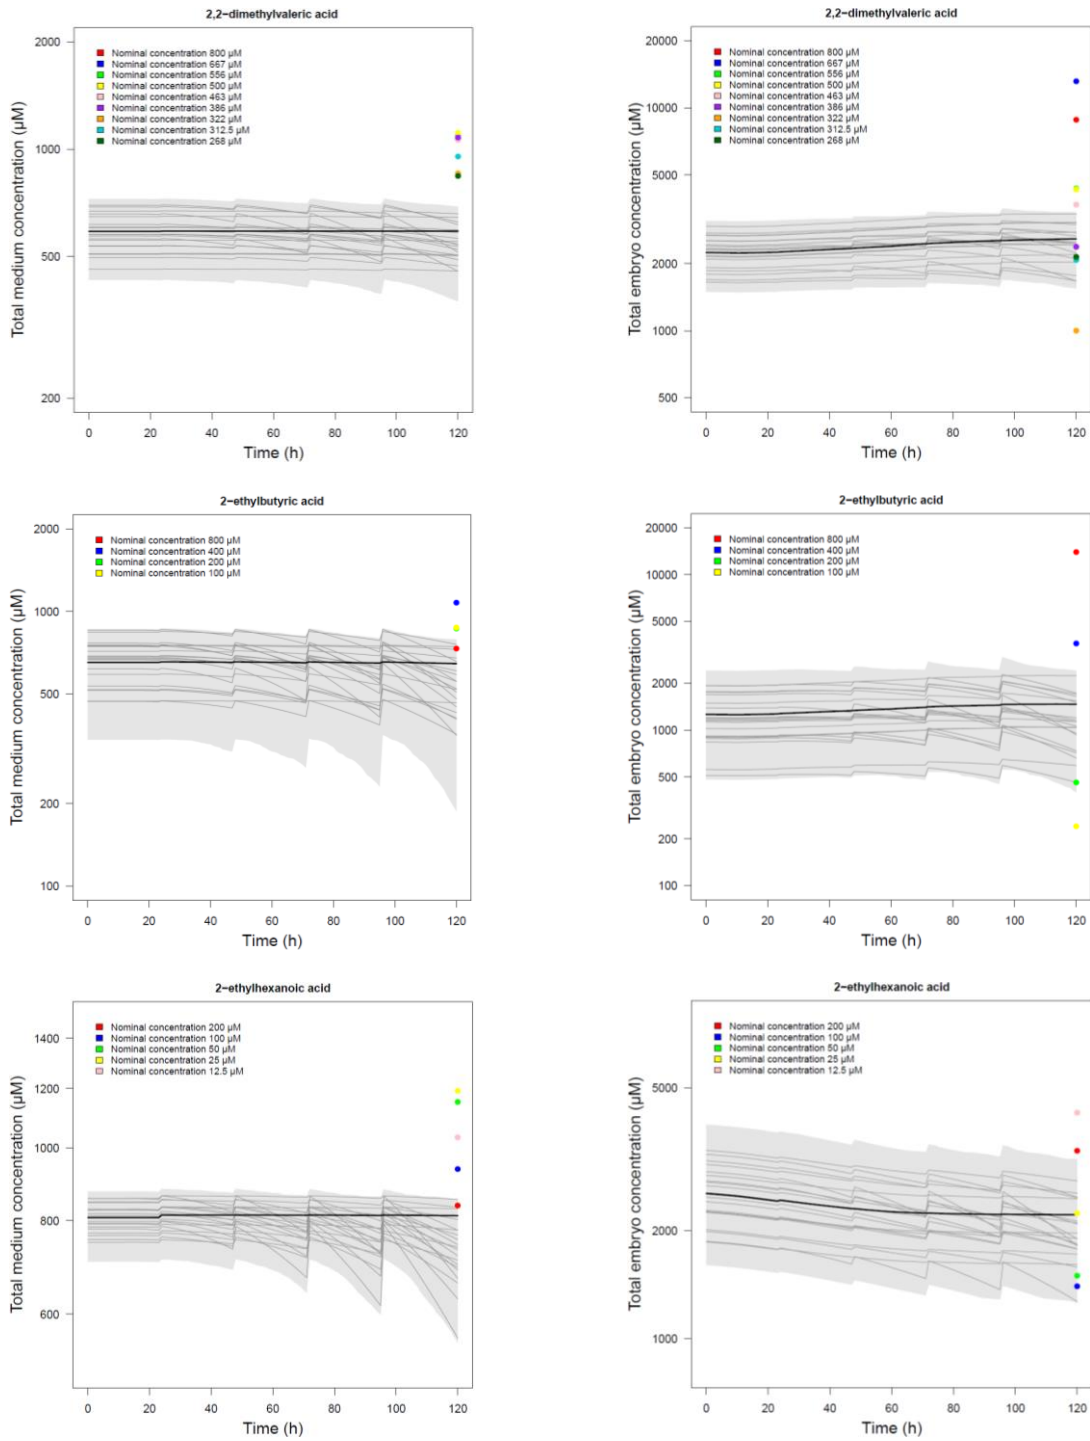 2,2−dimethylvaleric acid
Total medium concentration (µM)
2000
1000
500
200
Nominal concentration 800 µM
Nominal concentration 667 µM
Nominal concentration 556 µM
Nominal concentration 500 µM
Nominal concentration 463 µM
Nominal concentration 386 µM
Nominal concentration 322 µM
Nominal concentration 312.5 µM
Nominal concentration 268 µM
0 20 40 60 80 100 120
Time (h)
2,2−dimethylvaleric acid
Total embryo concentration (µM)
20000
10000
5000
2000
1000
500
Nominal concentration 800 µM
Nominal concentration 667 µM
Nominal concentration 556 µM
Nominal concentration 500 µM
Nominal concentration 463 µM
Nominal concentration 386 µM
Nominal concentration 322 µM
Nominal concentration 312.5 µM
Nominal concentration 268 µM
0 20 40 60 80 100 120
Time (h)
2−ethylbutyric acid
Total medium concentration (µM)
2000
1000
500
200
100
Nominal concentration 800 µM
Nominal concentration 400 µM
Nominal concentration 200 µM
Nominal concentration 100 µM
0 20 40 60 80 100 120
Time (h)
2−ethylbutyric acid
Total embryo concentration (µM)
20000
10000
5000
2000
1000
500
200
100
Nominal concentration 800 µM
Nominal concentration 400 µM
Nominal concentration 200 µM
Nominal concentration 100 µM
0 20 40 60 80 100 120
Time (h)
2−ethylhexanoic acid
Total medium concentration (µM)
1400
1200
1000
800
600
Nominal concentration 200 µM
Nominal concentration 100 µM
Nominal concentration 50 µM
Nominal concentration 25 µM
Nominal concentration 12.5 µM
0 20 40 60 80 100 120
Time (h)
2−ethylhexanoic acid
Total embryo concentration (µM)
5000
2000
1000
Nominal concentration 200 µM
Nominal concentration 100 µM
Nominal concentration 50 µM
Nominal concentration 25 µM
Nominal concentration 12.5 µM
0 20 40 60 80 100 120
Time (h)